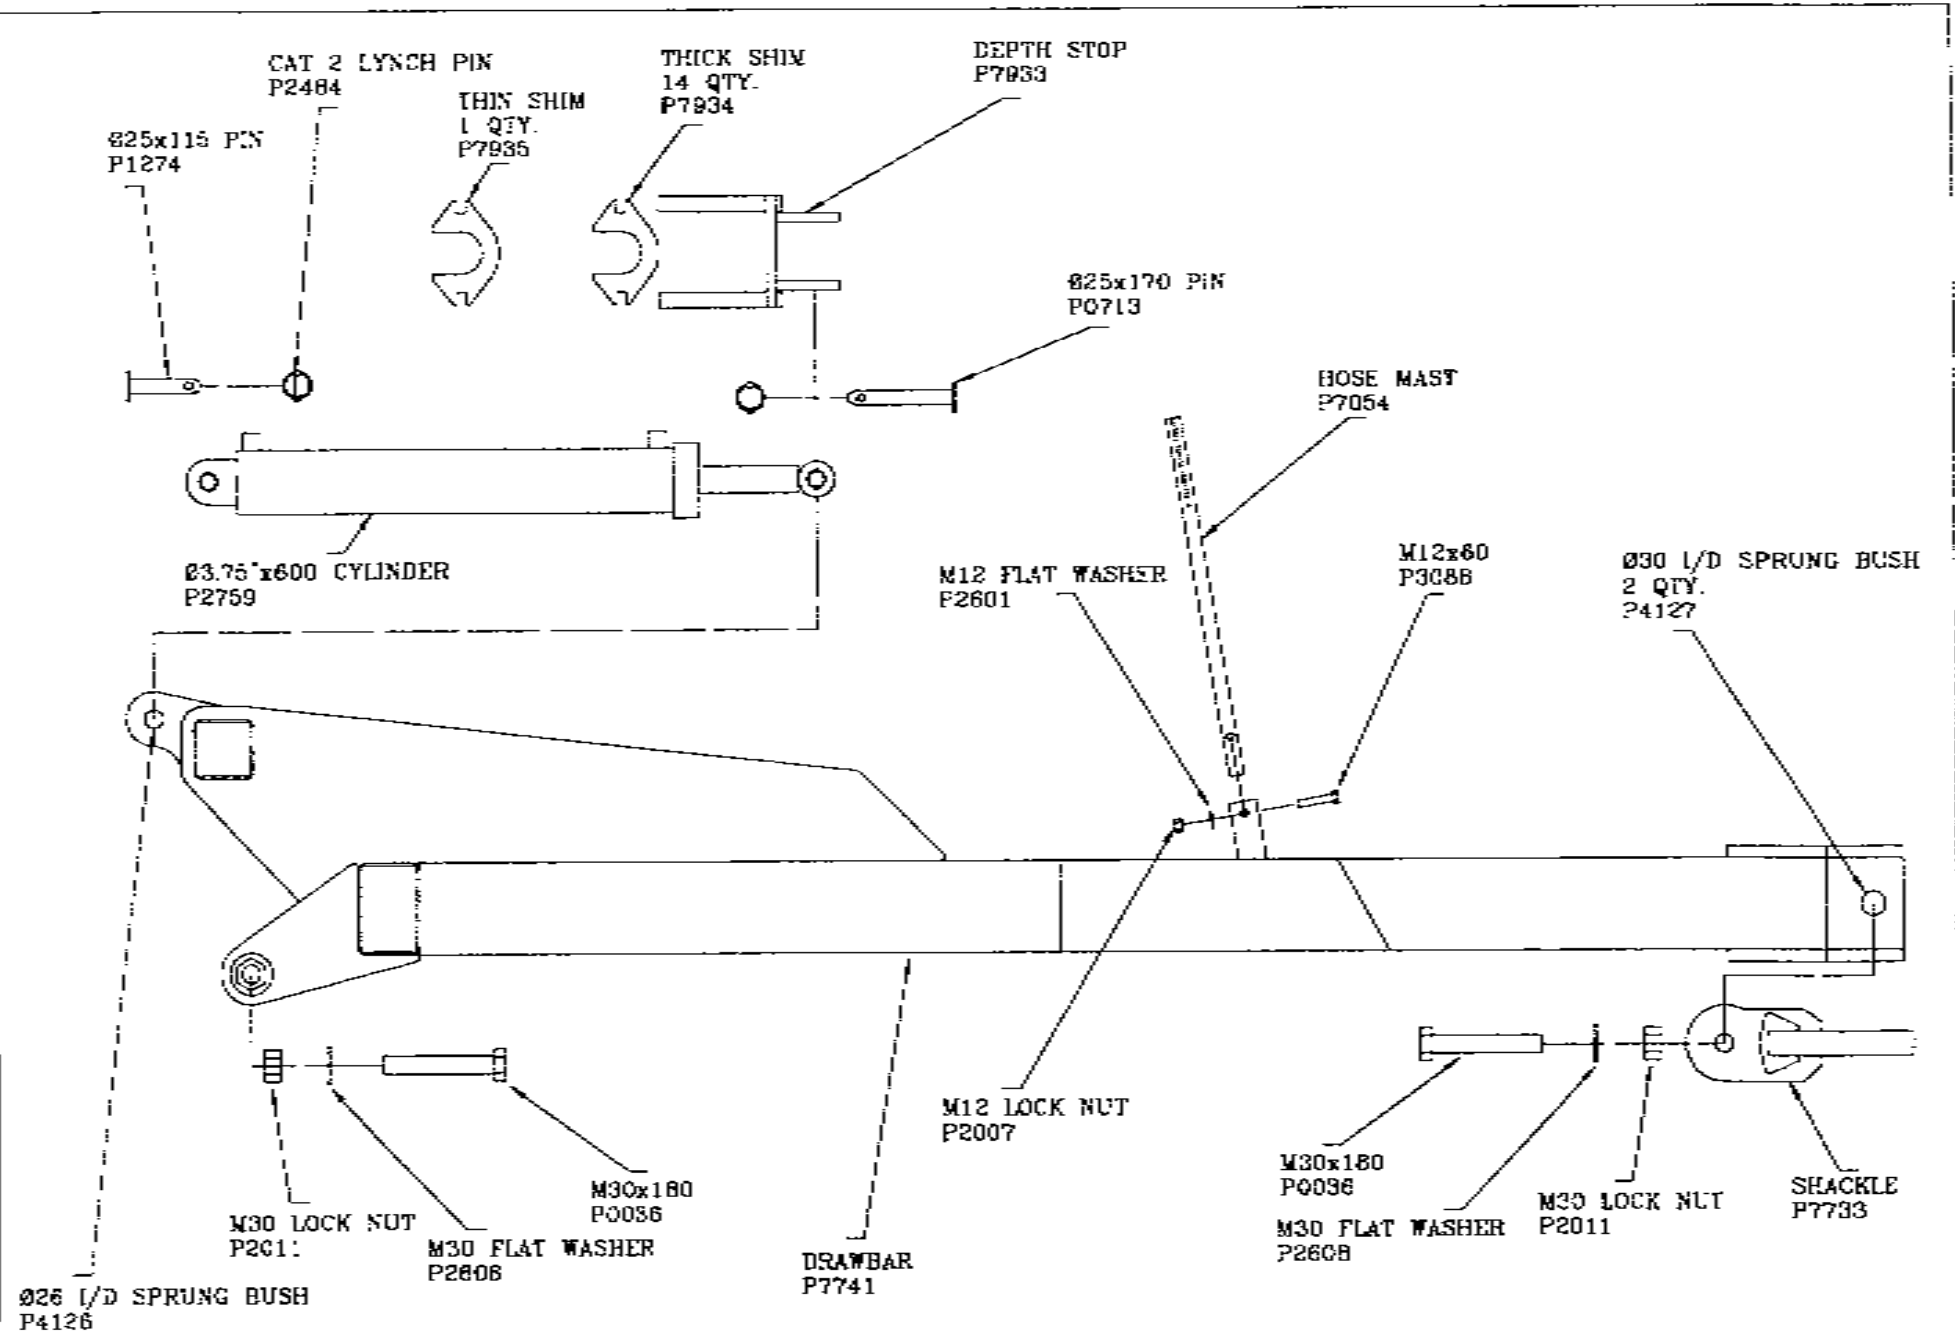 CAT 2 LYNCH PIN
P2484
THICK SHIM
14 QTY.
P7934
DEPTH STOP
P7933
THIN SHIM
1 QTY.
P7935
Ø25x115 PIN
P1274
Ø25x170 PIN
P0713
HOSE MAST
P7054
Ø3.75"x600 CYLINDER
P2759
M12 FLAT WASHER
P2601
M12x60
P3088
Ø30 I/D SPRUNG BUSH
2 QTY.
P4127
M12 LOCK NUT
P2007
M30x180
P0036
M30 LOCK NUT
P2011
M30 FLAT WASHER
P2608
DRAWBAR
P7741
M30x180
P0036
M30 FLAT WASHER
P2608
M30 LOCK NUT
P2011
SHACKLE
P7733
Ø26 I/D SPRUNG BUSH
P4126